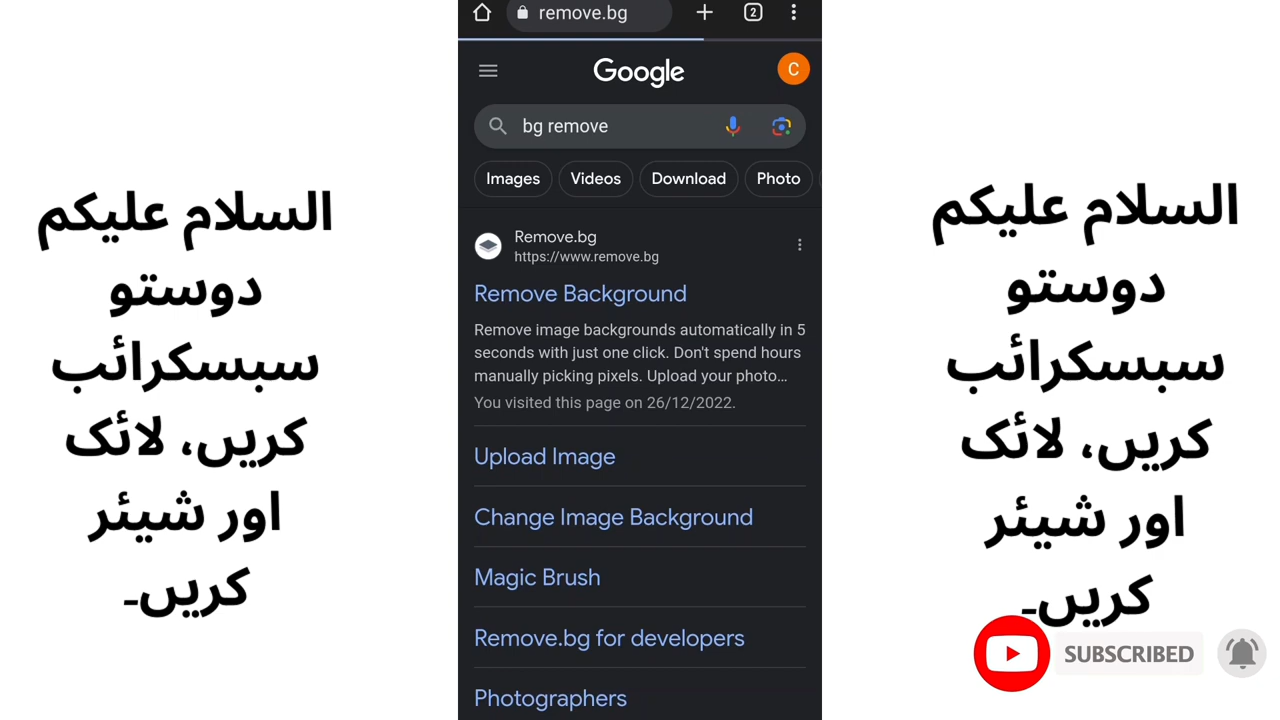 السلام علیکم
دوستو
سبسکرائب
کریں، لائک
اور شیئر
کریں۔
remove.bg
2
Google
C
bg remove
Images
Videos
Download
Photo
Remove.bg
https://www.remove.bg
Remove Background
Remove image backgrounds automatically in 5
seconds with just one click. Don't spend hours
manually picking pixels. Upload your photo...
You visited this page on 26/12/2022.
Upload Image
Change Image Background
Magic Brush
Remove.bg for developers
Photographers
السلام علیکم
دوستو
سبسکرائب
کریں، لائک
اور شیئر
کریں۔
SUBSCRIBED